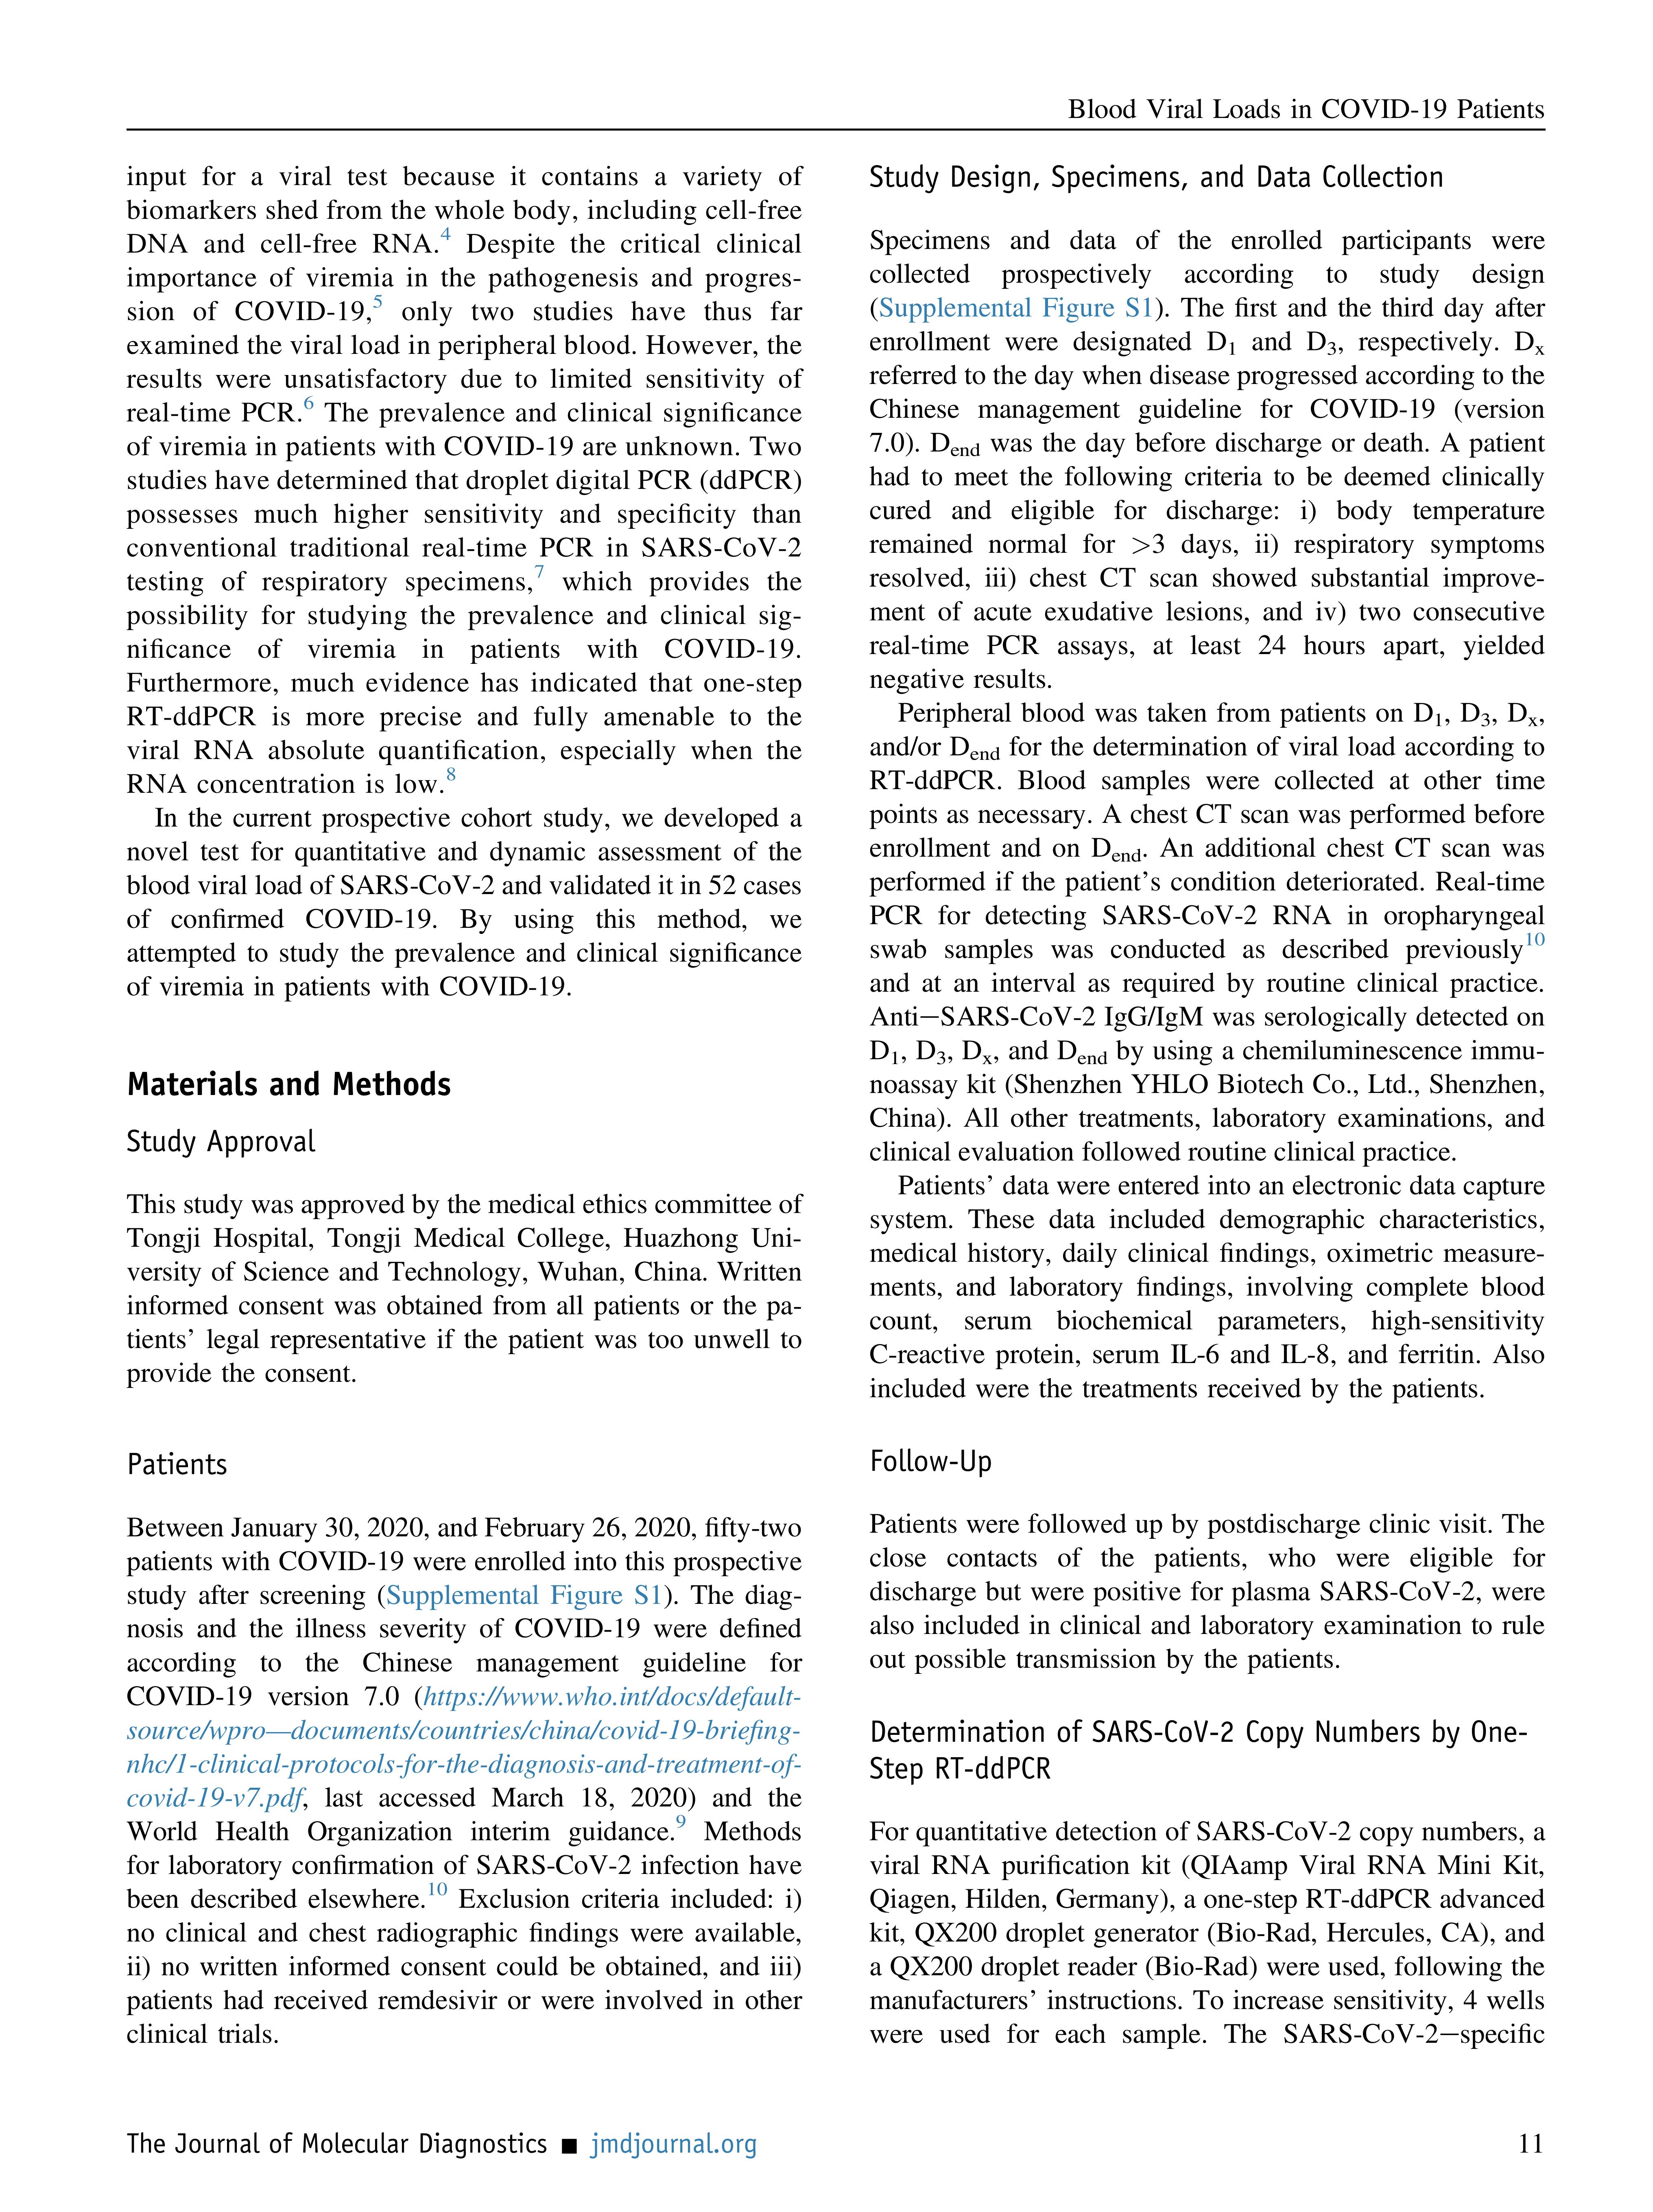 Blood Viral Loads in COVID-19 Patients
input for a viral test because it contains a variety of
biomarkers shed from the whole body, including cell-free
DNA and cell-free RNA.4 Despite the critical clinical
importance of viremia in the pathogenesis and progres-
sion of COVID-19,5 only two studies have thus far
examined the viral load in peripheral blood. However, the
results were unsatisfactory due to limited sensitivity of
real-time PCR.6 The prevalence and clinical significance
of viremia in patients with COVID-19 are unknown. Two
studies have determined that droplet digital PCR (ddPCR)
possesses much higher sensitivity and specificity than
conventional traditional real-time PCR in SARS-CoV-2
testing of respiratory specimens,7 which provides the
possibility for studying the prevalence and clinical sig-
nificance of viremia in patients with COVID-19.
Furthermore, much evidence has indicated that one-step
RT-ddPCR is more precise and fully amenable to the
viral RNA absolute quantification, especially when the
RNA concentration is low.8
In the current prospective cohort study, we developed a
novel test for quantitative and dynamic assessment of the
blood viral load of SARS-CoV-2 and validated it in 52 cases
of confirmed COVID-19. By using this method, we
attempted to study the prevalence and clinical significance
of viremia in patients with COVID-19.
Materials and Methods
Study Approval
This study was approved by the medical ethics committee of
Tongji Hospital, Tongji Medical College, Huazhong Uni-
versity of Science and Technology, Wuhan, China. Written
informed consent was obtained from all patients or the pa-
tients' legal representative if the patient was too unwell to
provide the consent.
Patients
Between January 30, 2020, and February 26, 2020, fifty-two
patients with COVID-19 were enrolled into this prospective
study after screening (Supplemental Figure S1). The diag-
nosis and the illness severity of COVID-19 were defined
according to the Chinese management guideline for
COVID-19 version 7.0 (https://www.who.int/docs/default-
source/wpro—documents/countries/china/covid-19-briefing-
nhc/1-clinical-protocols-for-the-diagnosis-and-treatment-of-
covid-19-v7.pdf, last accessed March 18, 2020) and the
World Health Organization interim guidance.9 Methods
for laboratory confirmation of SARS-CoV-2 infection have
been described elsewhere.10 Exclusion criteria included: i)
no clinical and chest radiographic findings were available,
ii) no written informed consent could be obtained, and iii)
patients had received remdesivir or were involved in other
clinical trials.
Study Design, Specimens, and Data Collection
Specimens and data of the enrolled participants were
collected prospectively according to study design
(Supplemental Figure S1). The first and the third day after
enrollment were designated D1 and D3, respectively. Dx
referred to the day when disease progressed according to the
Chinese management guideline for COVID-19 (version
7.0). Dend was the day before discharge or death. A patient
had to meet the following criteria to be deemed clinically
cured and eligible for discharge: i) body temperature
remained normal for >3 days, ii) respiratory symptoms
resolved, iii) chest CT scan showed substantial improve-
ment of acute exudative lesions, and iv) two consecutive
real-time PCR assays, at least 24 hours apart, yielded
negative results.
Peripheral blood was taken from patients on D1, D3, Dx,
and/or Dend for the determination of viral load according to
RT-ddPCR. Blood samples were collected at other time
points as necessary. A chest CT scan was performed before
enrollment and on Dend. An additional chest CT scan was
performed if the patient's condition deteriorated. Real-time
PCR for detecting SARS-CoV-2 RNA in oropharyngeal
swab samples was conducted as described previously10
and at an interval as required by routine clinical practice.
Anti−SARS-CoV-2 IgG/IgM was serologically detected on
D1, D3, Dx, and Dend by using a chemiluminescence immu-
noassay kit (Shenzhen YHLO Biotech Co., Ltd., Shenzhen,
China). All other treatments, laboratory examinations, and
clinical evaluation followed routine clinical practice.
Patients' data were entered into an electronic data capture
system. These data included demographic characteristics,
medical history, daily clinical findings, oximetric measure-
ments, and laboratory findings, involving complete blood
count, serum biochemical parameters, high-sensitivity
C-reactive protein, serum IL-6 and IL-8, and ferritin. Also
included were the treatments received by the patients.
Follow-Up
Patients were followed up by postdischarge clinic visit. The
close contacts of the patients, who were eligible for
discharge but were positive for plasma SARS-CoV-2, were
also included in clinical and laboratory examination to rule
out possible transmission by the patients.
Determination of SARS-CoV-2 Copy Numbers by One-
Step RT-ddPCR
For quantitative detection of SARS-CoV-2 copy numbers, a
viral RNA purification kit (QIAamp Viral RNA Mini Kit,
Qiagen, Hilden, Germany), a one-step RT-ddPCR advanced
kit, QX200 droplet generator (Bio-Rad, Hercules, CA), and
a QX200 droplet reader (Bio-Rad) were used, following the
manufacturers' instructions. To increase sensitivity, 4 wells
were used for each sample. The SARS-CoV-2−specific
The Journal of Molecular Diagnostics ■ jmdjournal.org
11